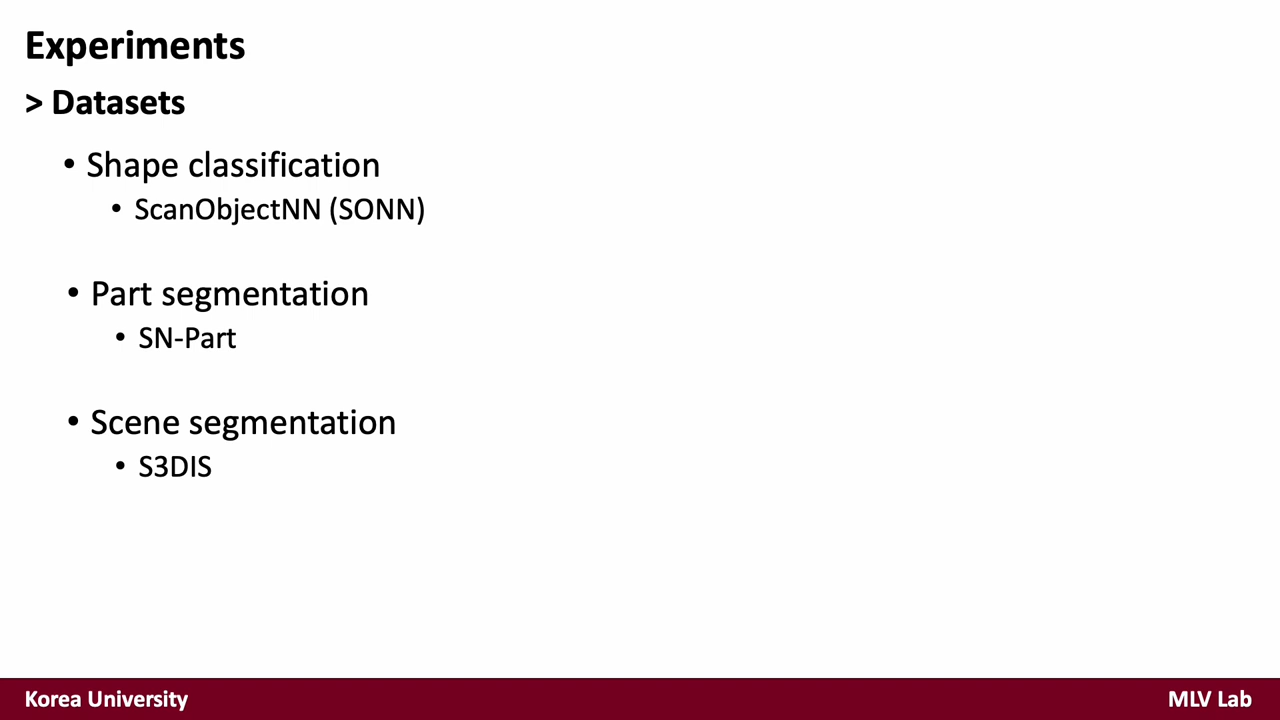 Experiments
> Datasets
• Shape classification
• ScanObjectNN (SONN)
• Part segmentation
• SN-Part
• Scene segmentation
• S3DIS
Korea University
MLV Lab